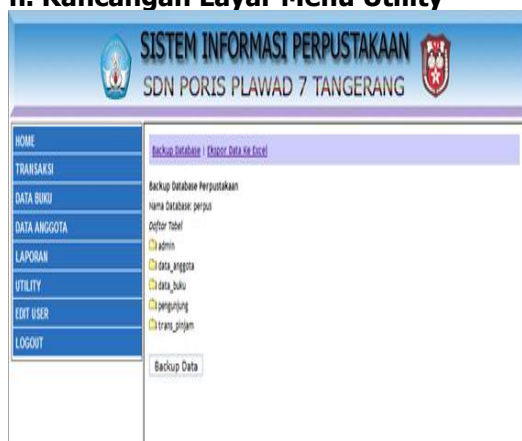 n. Rancangan Layar Menu Utility
SISTEM INFORMASI PERPUSTAKAAN
SDN PORIS PLAWAD 7 TANGERANG
HOME
TRANSAKSI
DATA BUKU
DATA ANGGOTA
LAPORAN
UTILITY
EDIT USER
LOGOUT
Backup Database | Ekspor Data Ke Excel
Backup Database Perpustakaan
Nama Database: perpus
Daftar Tabel
admin
data_anggota
data_buku
pengunjung
trans_pinjam
Backup Data